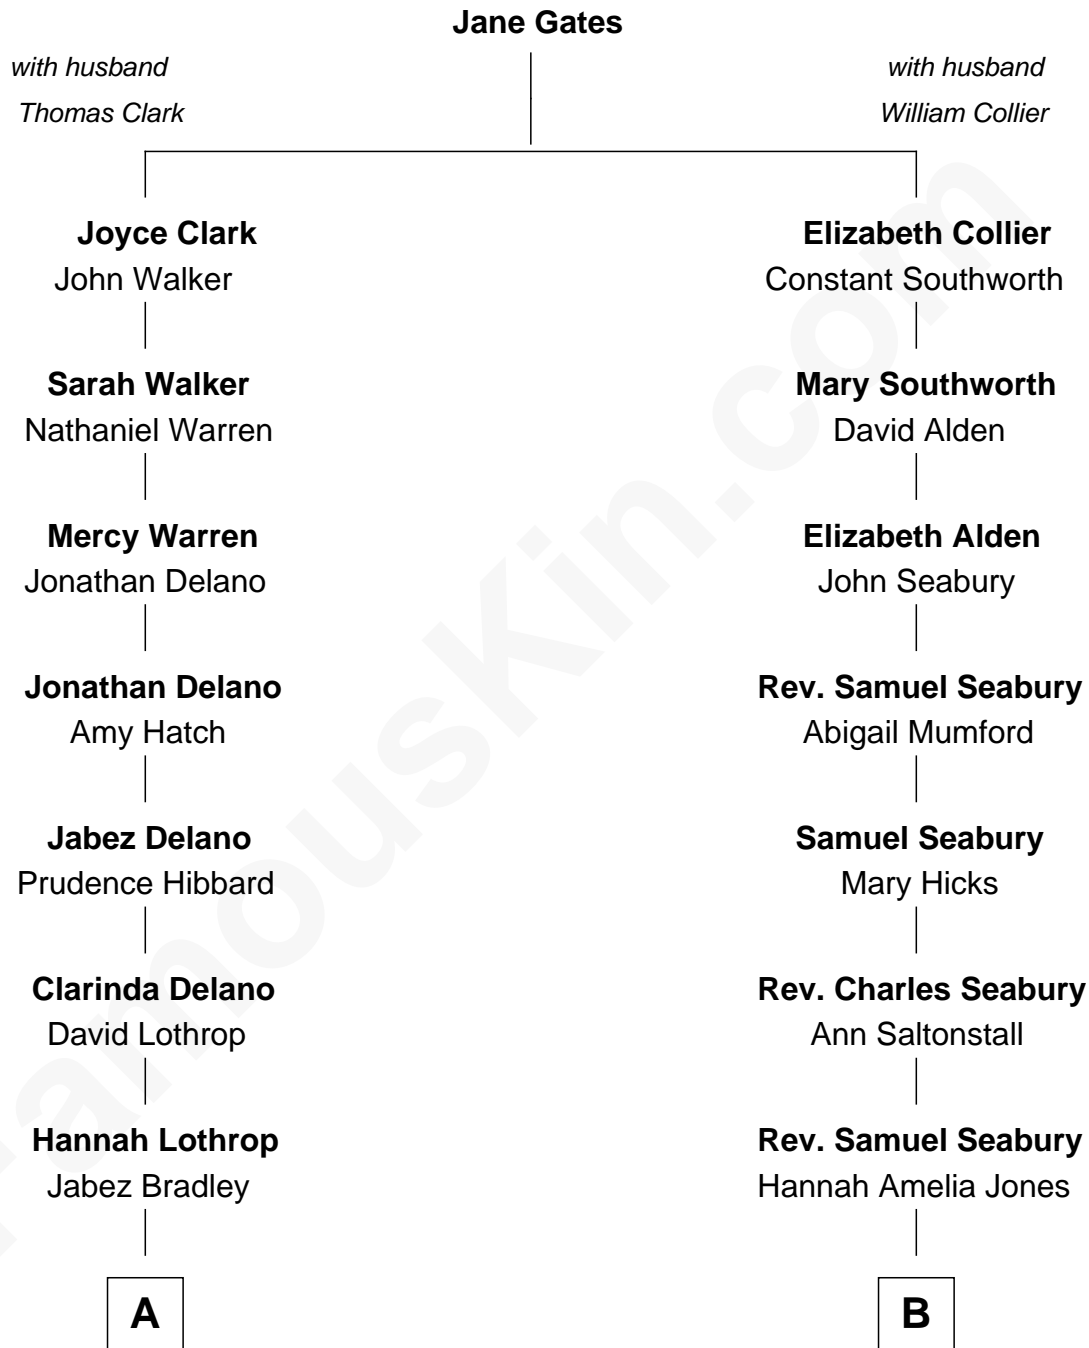 Jane Gates
with husband
Thomas Clark
with husband
William Collier
Joyce Clark
John Walker
Elizabeth Collier
Constant Southworth
Sarah Walker
Nathaniel Warren
Mary Southworth
David Alden
Mercy Warren
Jonathan Delano
Elizabeth Alden
John Seabury
Jonathan Delano
Amy Hatch
Rev. Samuel Seabury
Abigail Mumford
Jabez Delano
Prudence Hibbard
Samuel Seabury
Mary Hicks
Clarinda Delano
David Lothrop
Rev. Charles Seabury
Ann Saltonstall
Hannah Lothrop
Jabez Bradley
Rev. Samuel Seabury
Hannah Amelia Jones
A
B
FamousKin.com